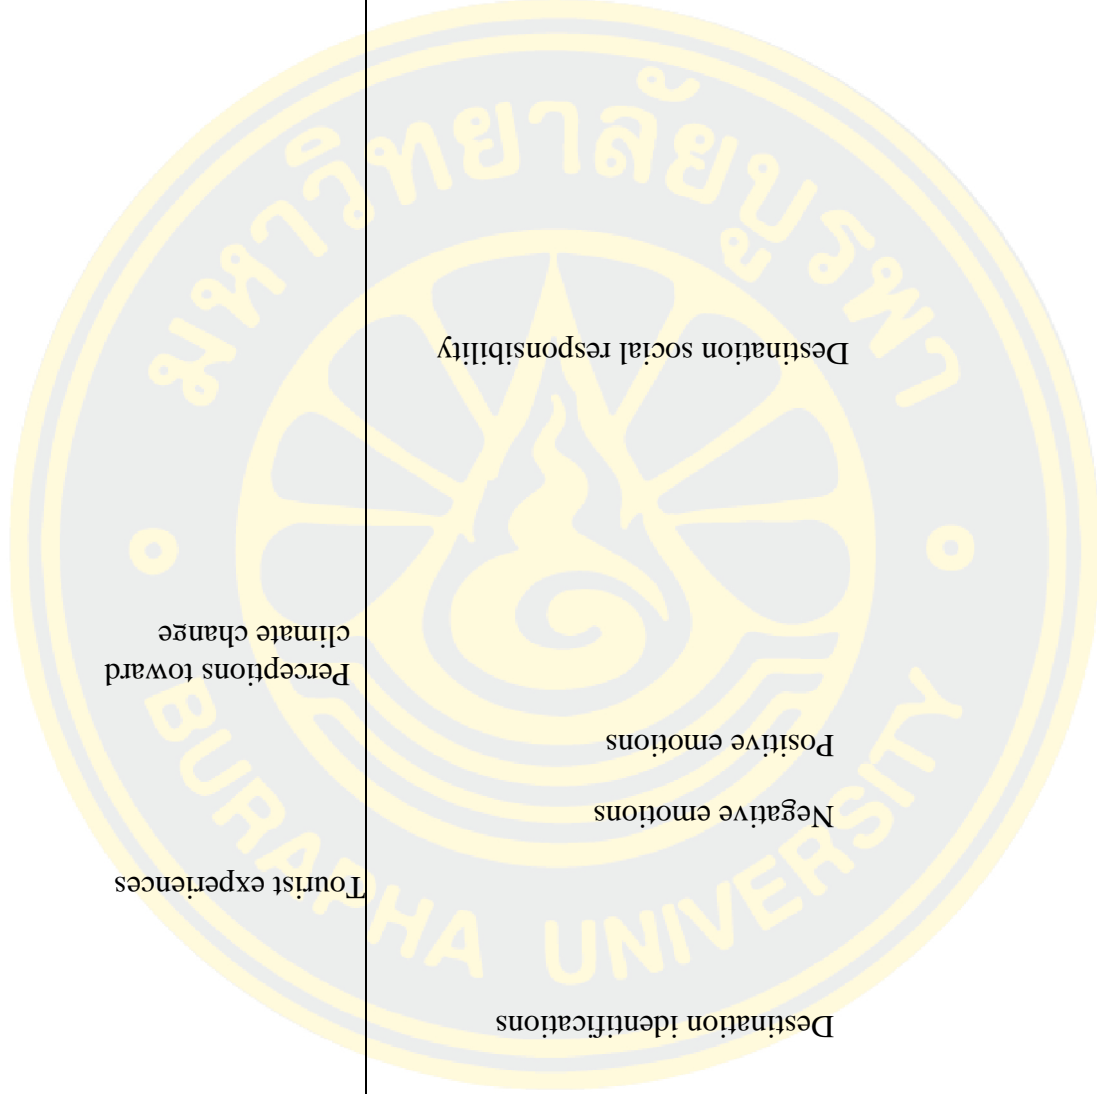 Destination identifications
Tourist experiences
Negative emotions
Positive emotions
Perceptions toward
climate change
Destination social responsibility
มหาวิทยาลัยบูรพา
BURAPHA UNIVERSITY